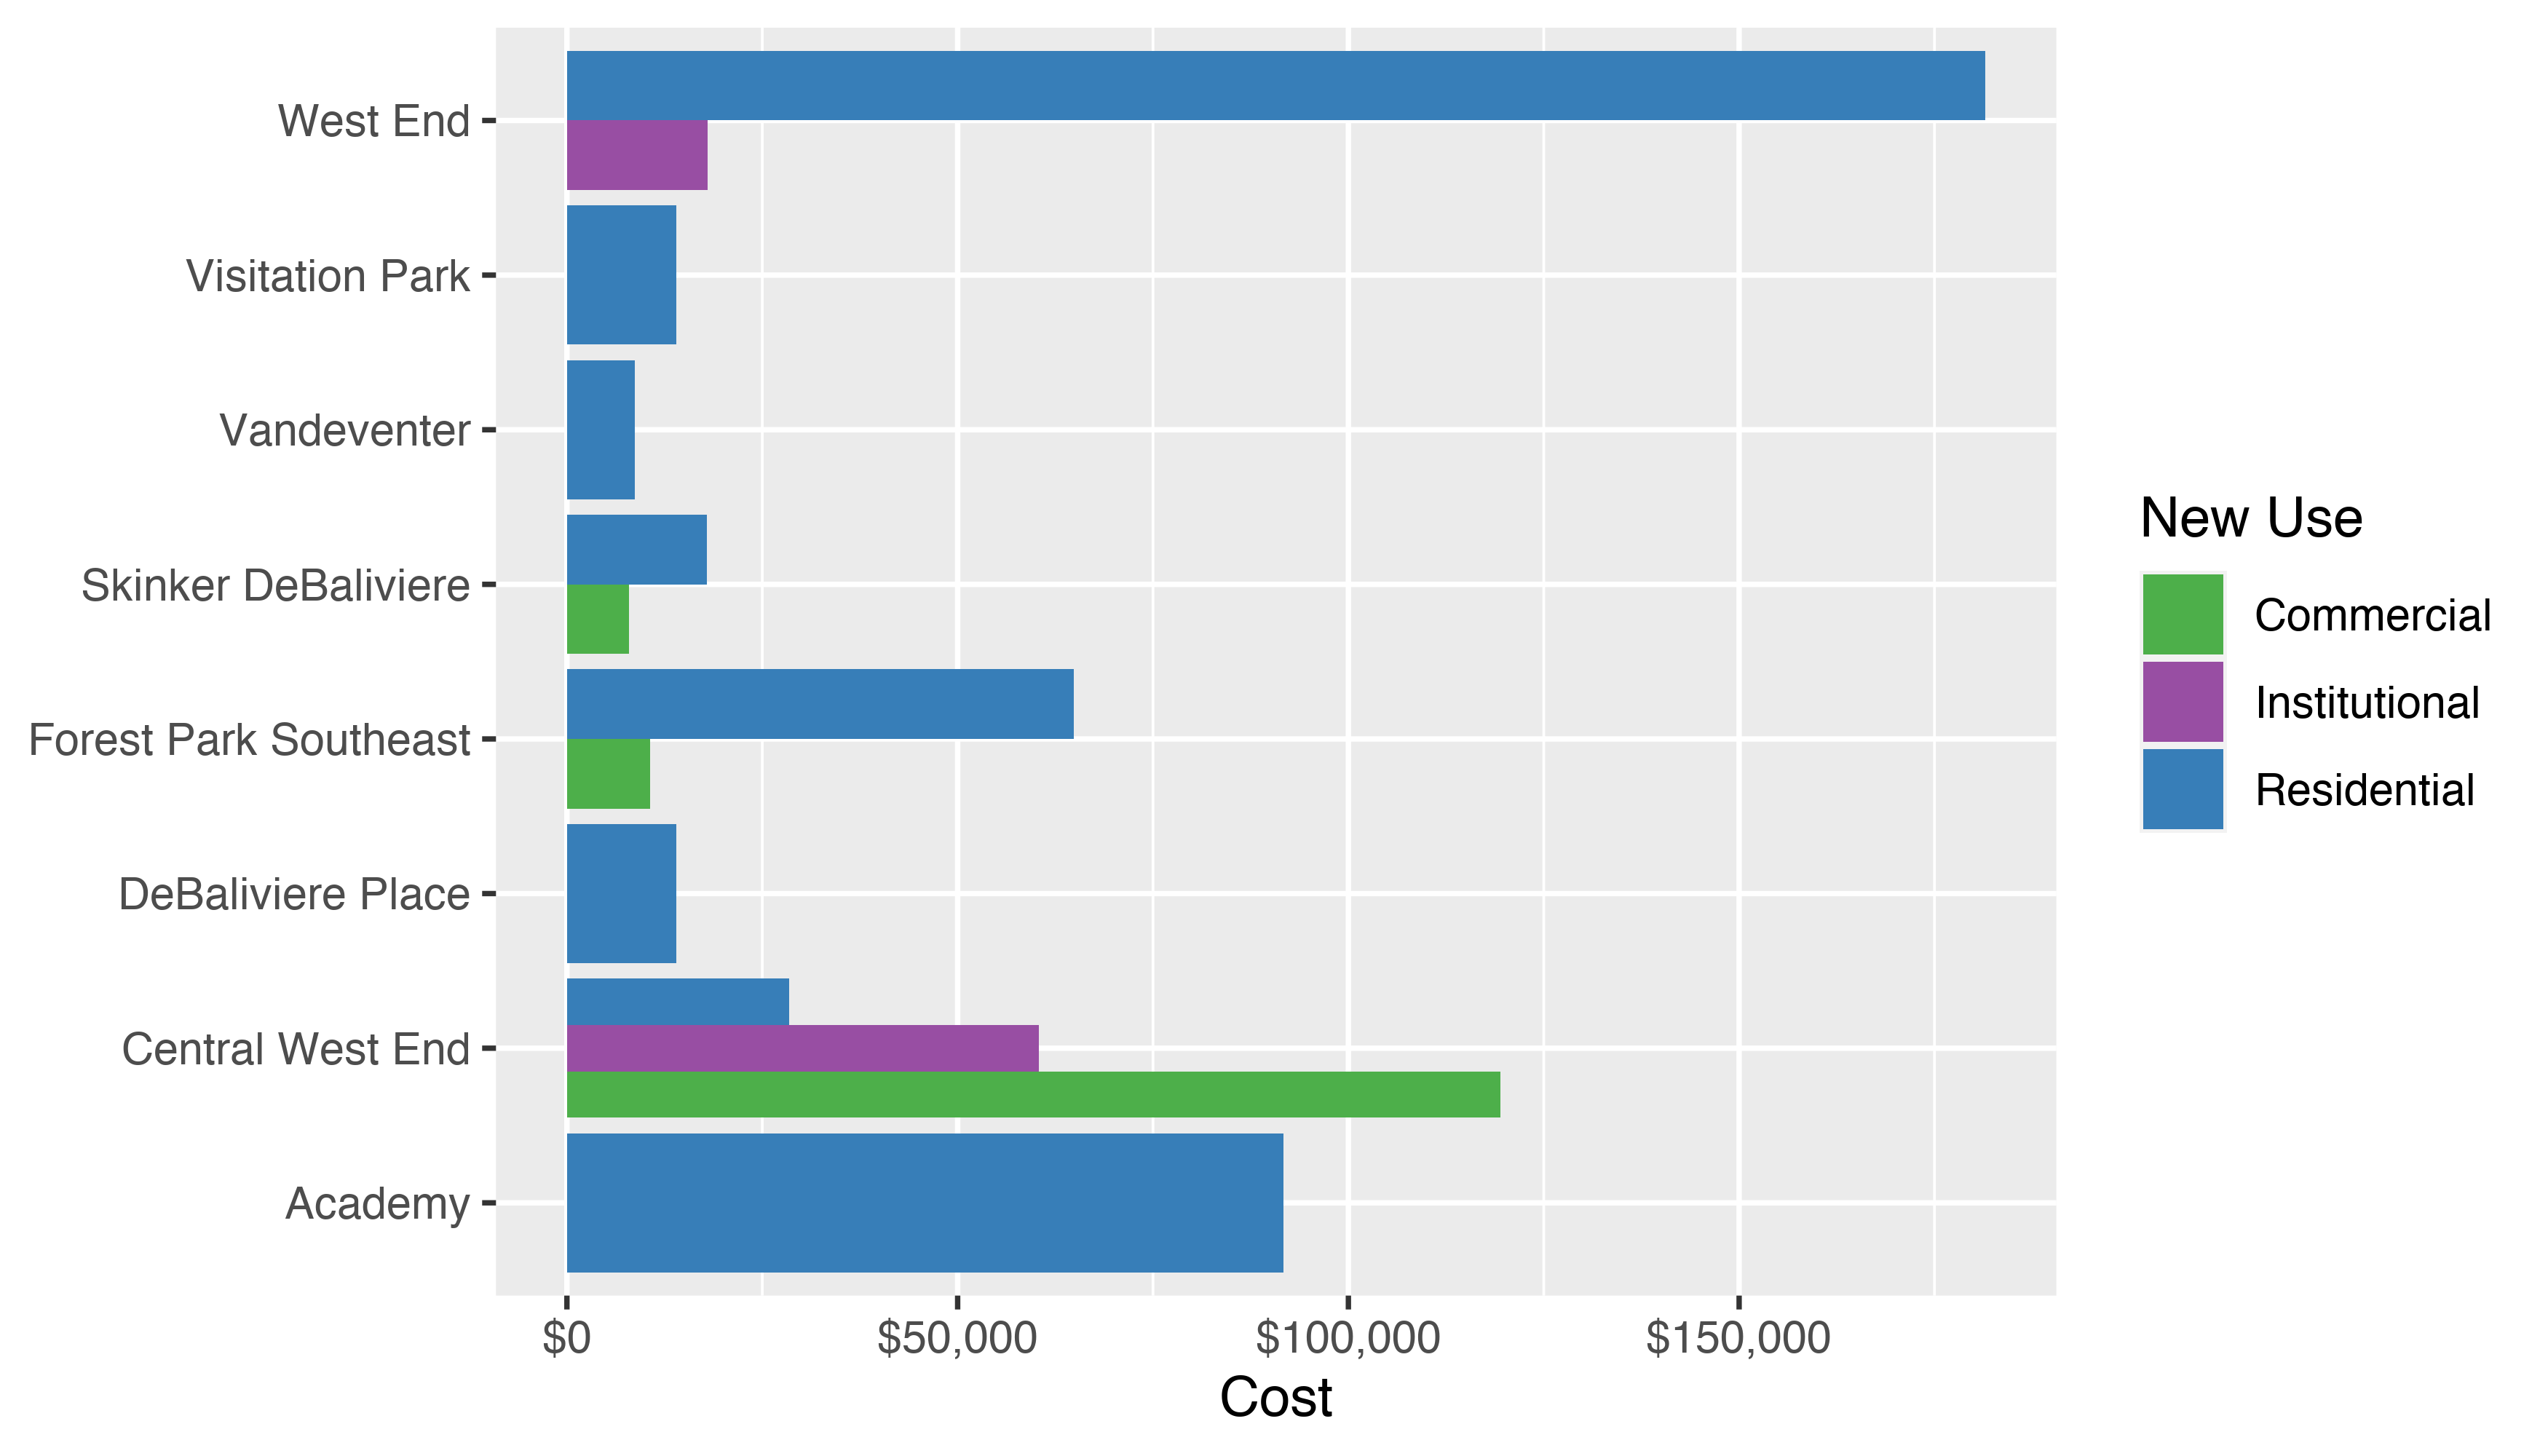 West End
Visitation Park
Vandeventer
Skinker DeBaliviere
Forest Park Southeast
DeBaliviere Place
Central West End
Academy
$0 $50,000 $100,000 $150,000
Cost
New Use
Commercial
Institutional
Residential